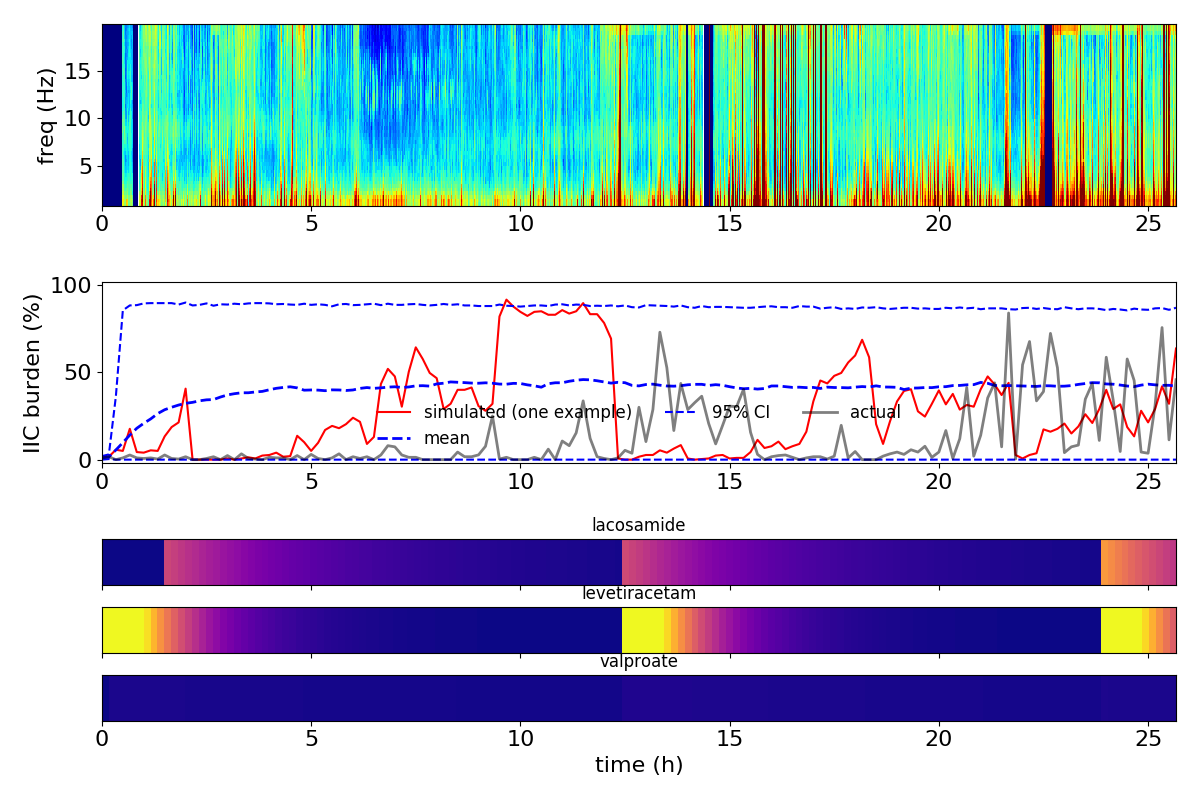 freq (Hz)
15
10
5
0 5 10 15 20 25
IIC burden (%)
100
50
0
simulated (one example) 95% CI actual
mean
0 5 10 15 20 25
lacosamide
levetiracetam
valproate
0 5 10 15 20 25
time (h)